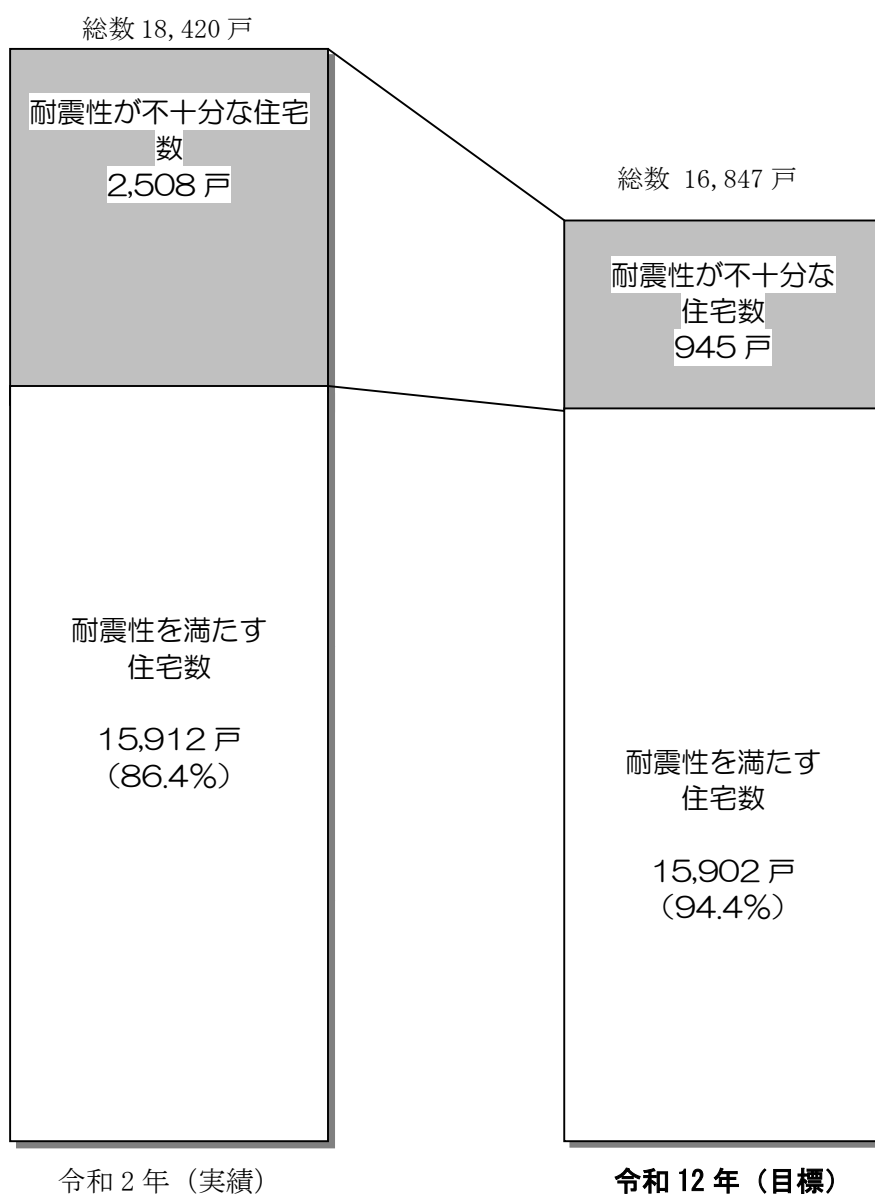 総数 18,420 戸
耐震性が不十分な住宅
数
2,508 戸
耐震性を満たす
住宅数
15,912 戸
（86.4%）
令和 2 年（実績）
総数 16,847 戸
耐震性が不十分な
住宅数
945 戸
耐震性を満たす
住宅数
15,902 戸
（94.4%）
令和 12 年（目標）